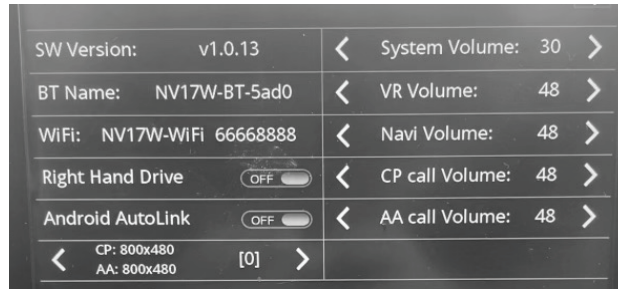 SW Version: v1.0.13
System Volume: 30
BT Name: NV17W-BT-5ad0
VR Volume: 48
WiFi: NV17W-WiFi 66668888
Navi Volume: 48
Right Hand Drive OFF
CP call Volume: 48
Android AutoLink OFF
AA call Volume: 48
CP: 800x480
AA: 800x480
[0]